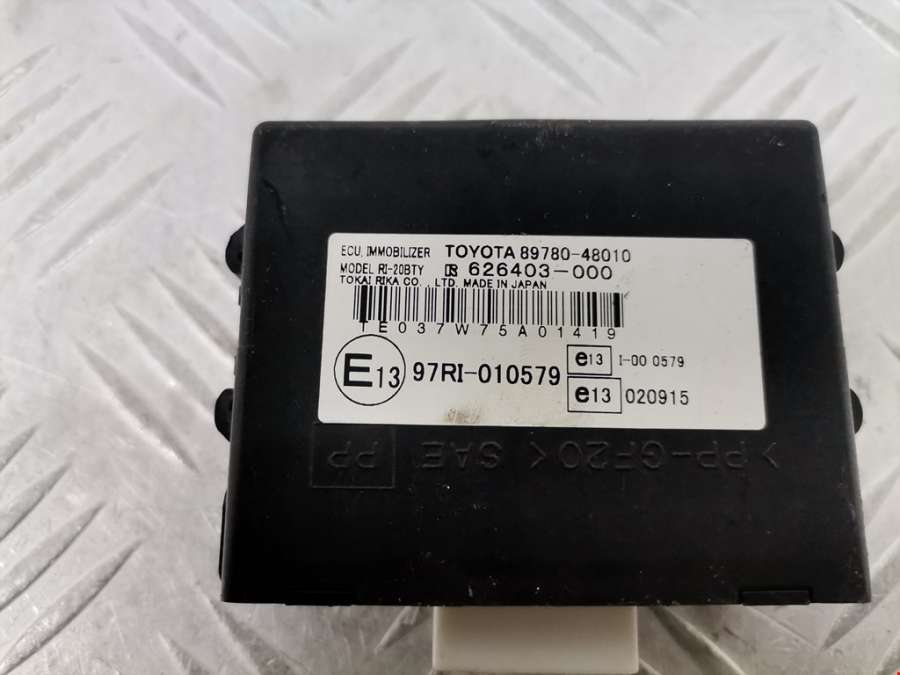 ECU, IMMOBILIZER TOYOTA 89780-48010
MODEL RI-20BTY 626403-000
TOKAI RIKA CO., LTD. MADE IN JAPAN
TE037W75A01419
E13 97RI-010579
e13 I-00 0579
e13 020915
>PP-GF20< SAE PP